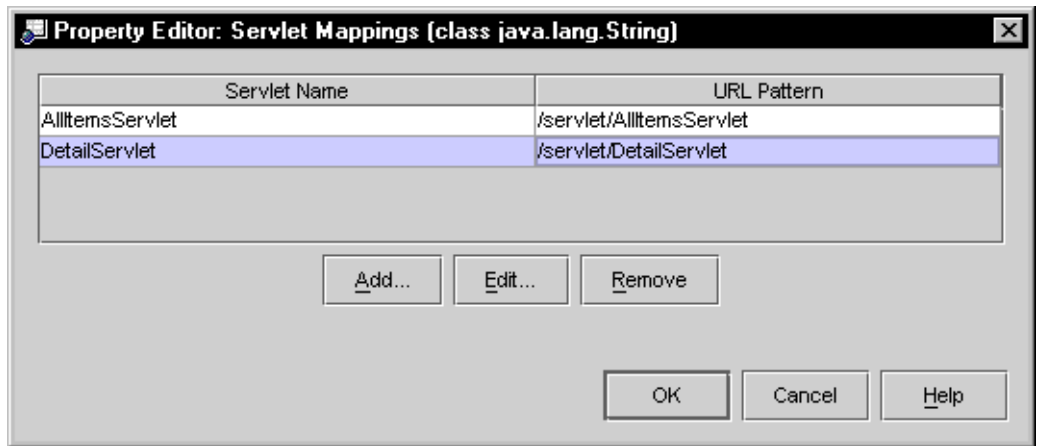 Property Editor: Servlet Mappings (class java.lang.String)
Servlet Name URL Pattern
AllItemsServlet /servlet/AllItemsServlet
DetailServlet /servlet/DetailServlet
Add... Edit... Remove
OK Cancel Help